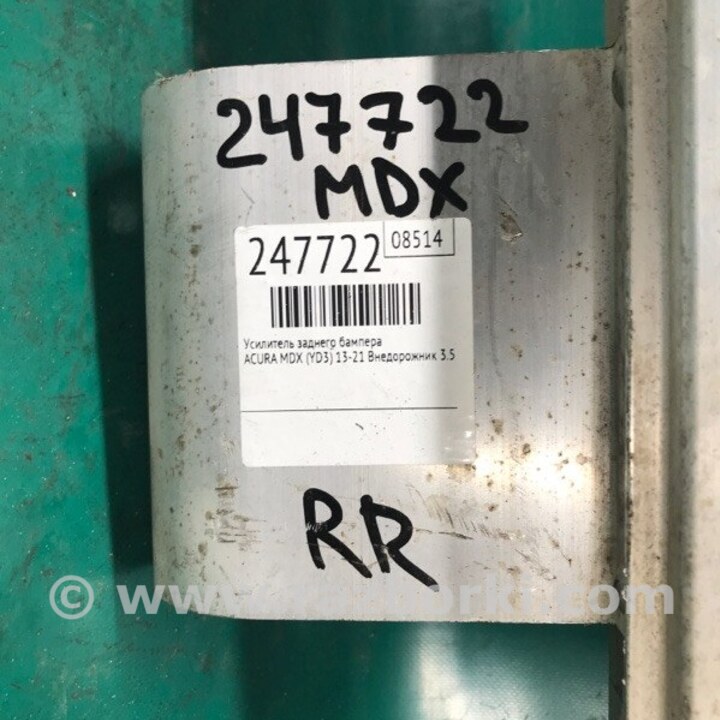 247722
MDX
247722 08514
Усилитель заднего бампера
ACURA MDX (YD3) 13-21 Внедорожник 3.5
RR